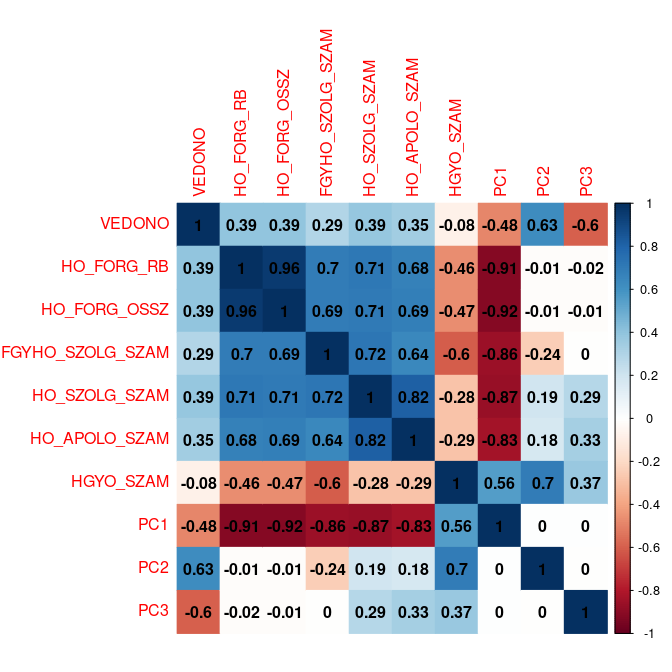 VEDONO
HO_FORG_RB
HO_FORG_OSSZ
FGYHO_SZOLG_SZAM
HO_SZOLG_SZAM
HO_APOLO_SZAM
HGYO_SZAM
PC1
PC2
PC3
VEDONO 1 0.39 0.39 0.29 0.39 0.35 -0.08 -0.48 0.63 -0.6
HO_FORG_RB 0.39 1 0.96 0.7 0.71 0.68 -0.46 -0.91 -0.01 -0.02
HO_FORG_OSSZ 0.39 0.96 1 0.69 0.71 0.69 -0.47 -0.92 -0.01 -0.01
FGYHO_SZOLG_SZAM 0.29 0.7 0.69 1 0.72 0.64 -0.6 -0.86 -0.24 0
HO_SZOLG_SZAM 0.39 0.71 0.71 0.72 1 0.82 -0.28 -0.87 0.19 0.29
HO_APOLO_SZAM 0.35 0.68 0.69 0.64 0.82 1 -0.29 -0.83 0.18 0.33
HGYO_SZAM -0.08 -0.46 -0.47 -0.6 -0.28 -0.29 1 0.56 0.7 0.37
PC1 -0.48 -0.91 -0.92 -0.86 -0.87 -0.83 0.56 1 0 0
PC2 0.63 -0.01 -0.01 -0.24 0.19 0.18 0.7 0 1 0
PC3 -0.6 -0.02 -0.01 0 0.29 0.33 0.37 0 0 1
1
0.8
0.6
0.4
0.2
0
-0.2
-0.4
-0.6
-0.8
-1